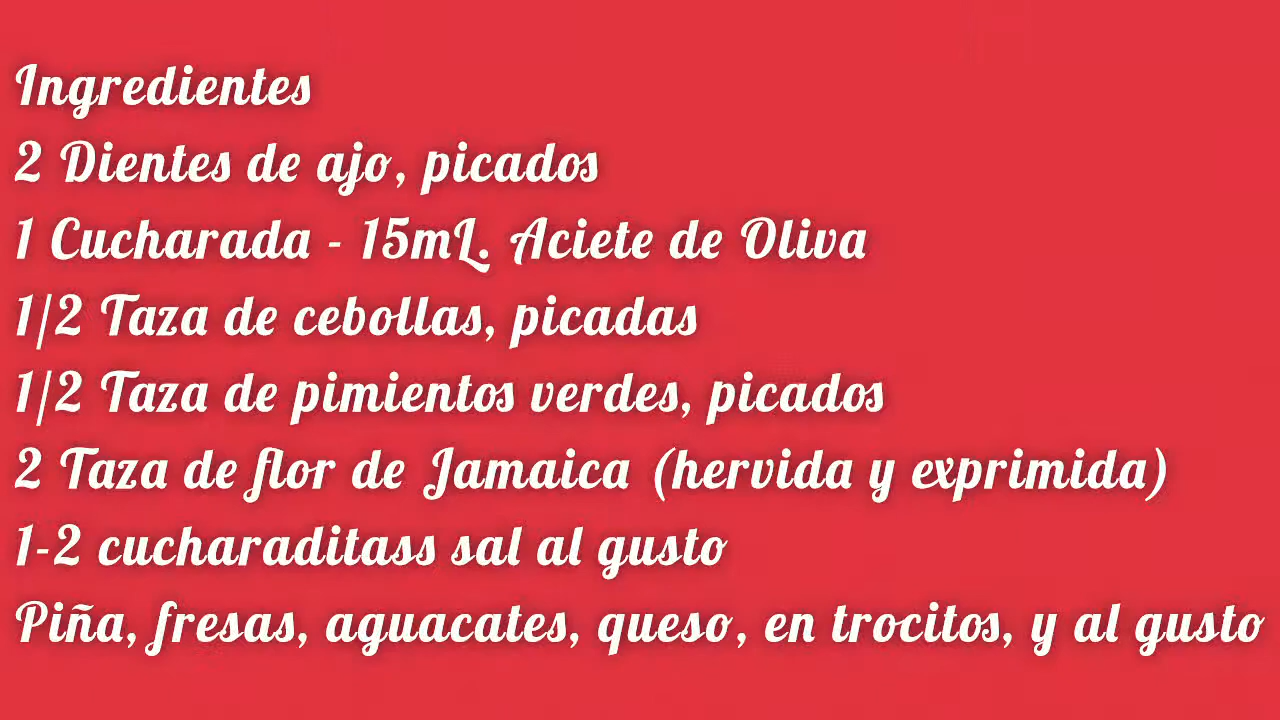 Ingredientes
2 Dientes de ajo, picados
1 Cucharada - 15mL. Aciete de Oliva
1/2 Taza de cebollas, picadas
1/2 Taza de pimientos verdes, picados
2 Taza de flor de Jamaica (hervida y exprimida)
1-2 cucharaditass sal al gusto
Piña, fresas, aguacates, queso, en trocitos, y al gusto